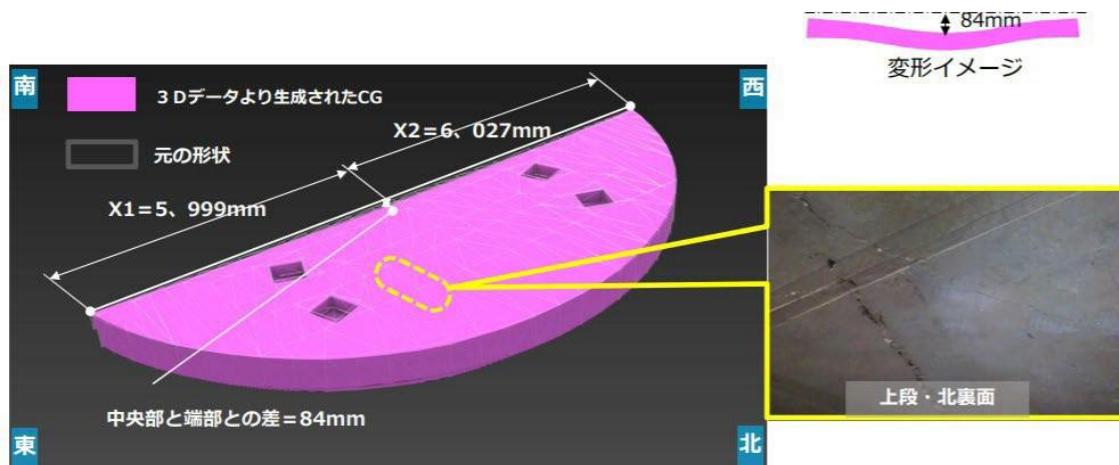 84mm
変形イメージ
南
西
３Dデータより生成されたCG
元の形状
X2＝6、027mm
X1＝5、999mm
中央部と端部との差＝84mm
上段・北裏面
東
北